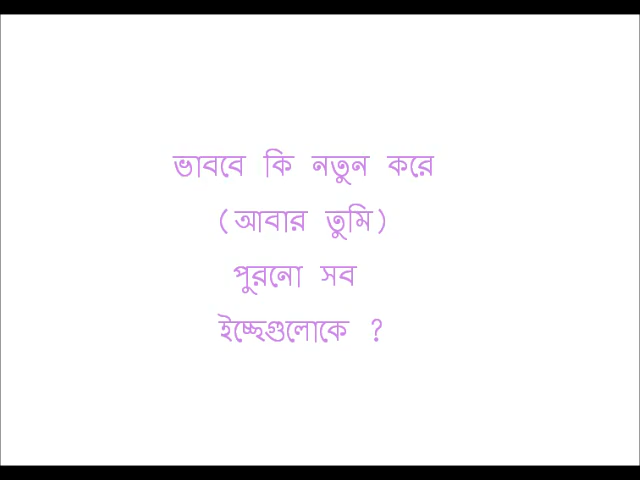 ভাববে কি নতুন করে
(আবার তুমি)
পুরনো সব
ইচ্ছেগুলোকে ?